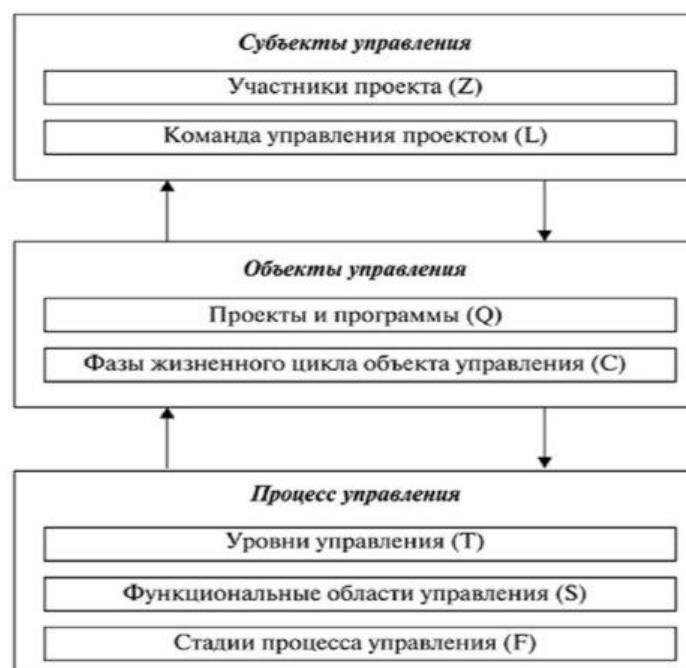 Субъекты управления
Участники проекта (Z)
Команда управления проектом (L)
Объекты управления
Проекты и программы (Q)
Фазы жизненного цикла объекта управления (C)
Процесс управления
Уровни управления (T)
Функциональные области управления (S)
Стадии процесса управления (F)